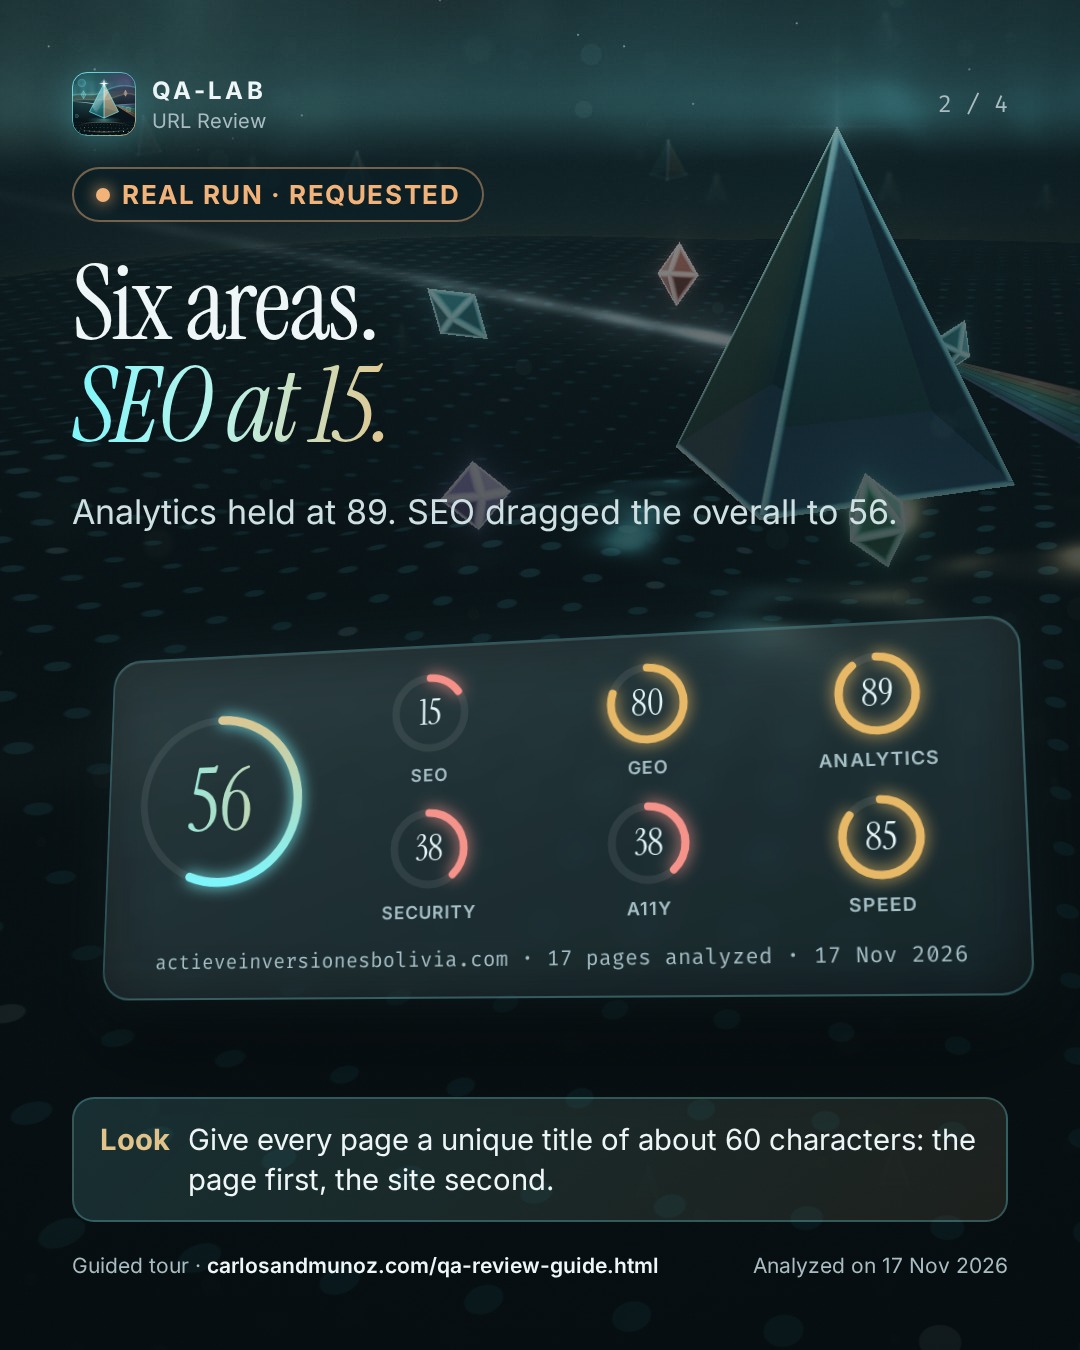 QA-LAB
URL Review
2 / 4
REAL RUN · REQUESTED
Six areas.
SEO at 15.
Analytics held at 89. SEO dragged the overall to 56.
56
15
SEO
80
GEO
89
ANALYTICS
38
SECURITY
38
A11Y
85
SPEED
actieveinversionesbolivia.com · 17 pages analyzed · 17 Nov 2026
Look Give every page a unique title of about 60 characters: the
page first, the site second.
Guided tour · carlosandmunoz.com/qa-review-guide.html
Analyzed on 17 Nov 2026